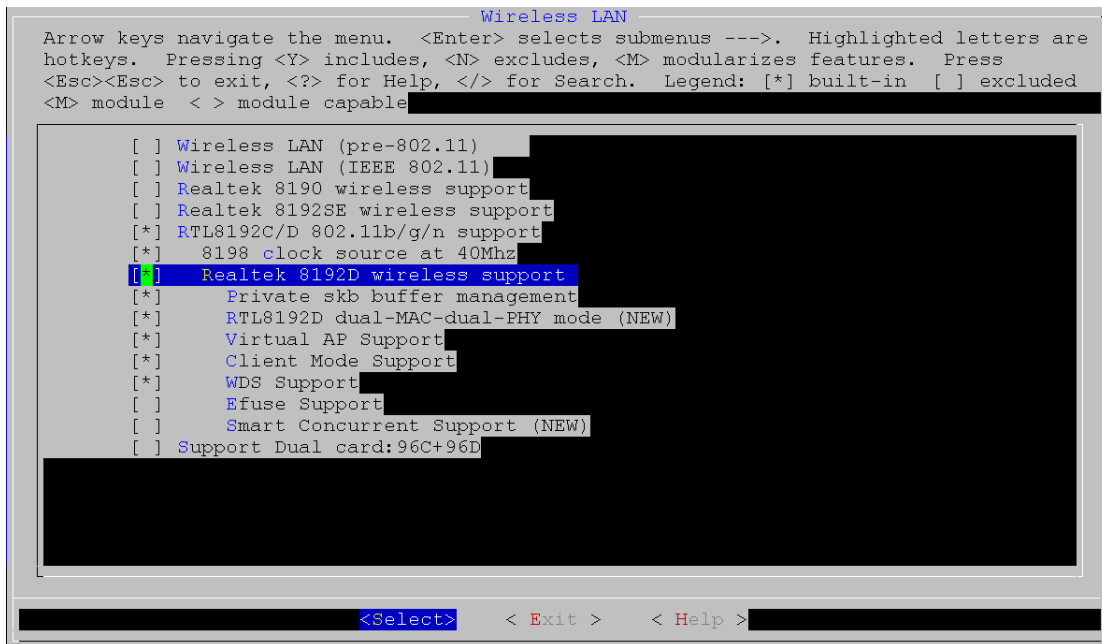 Wireless LAN
Arrow keys navigate the menu.  <Enter> selects submenus --->.  Highlighted letters are
hotkeys.  Pressing <Y> includes, <N> excludes, <M> modularizes features.  Press
<Esc><Esc> to exit, <?> for Help, </> for Search.  Legend: [*] built-in  [ ] excluded
<M> module  < > module capable
[ ] Wireless LAN (pre-802.11)
[ ] Wireless LAN (IEEE 802.11)
[ ] Realtek 8190 wireless support
[ ] Realtek 8192SE wireless support
[*] RTL8192C/D 802.11b/g/n support
[*]   8198 clock source at 40Mhz
[*]   Realtek 8192D wireless support
[*]     Private skb buffer management
[*]     RTL8192D dual-MAC-dual-PHY mode (NEW)
[*]     Virtual AP Support
[*]     Client Mode Support
[*]     WDS Support
[ ]     Efuse Support
[ ]     Smart Concurrent Support (NEW)
[ ] Support Dual card:96C+96D
<Select>    < Exit >    < Help >